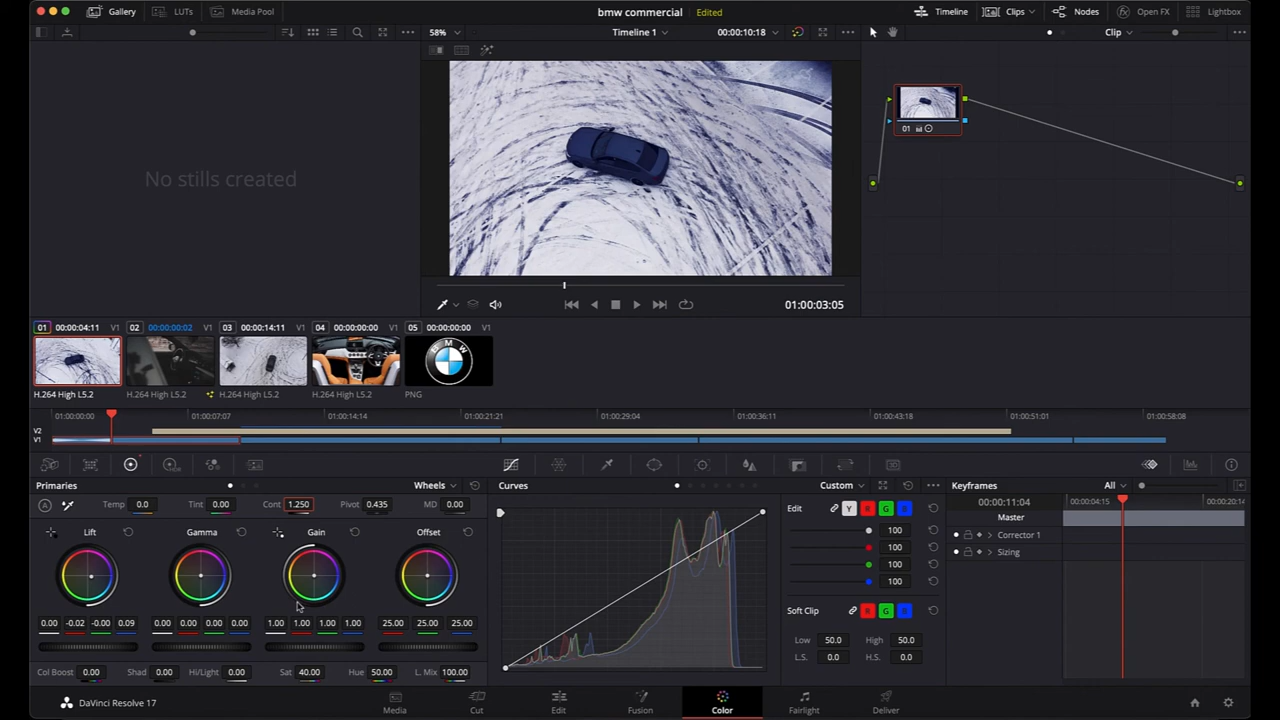 Gallery LUTs Media Pool bmw commercial Edited Timeline Clips Nodes Open FX Lightbox
58% Timeline 1 00:00:10:18 Clip
No stills created
01
01:00:03:05
01 00:00:04:11 V1 02 00:00:00:02 V1 03 00:00:14:11 V1 04 00:00:00:00 V1 05 00:00:00:00 V1
BMW
H.264 High L5.2 H.264 High L5.2 H.264 High L5.2 H.264 High L5.2 PNG
01:00:00:00 01:00:07:07 01:00:14:14 01:00:21:21 01:00:29:04 01:00:36:11 01:00:43:18 01:00:51:01 01:00:58:08
V2
V1
Primaries Wheels Curves Custom Keyframes All
Temp 0.0 Tint 0.00 Cont 1.250 Pivot 0.435 MD 0.00
Edit Y R G B 100
00:00:11:04 00:00:04:15 00:00:20:14
Master
Lift Gamma Gain Offset
100 Corrector 1
100 Sizing
100
Soft Clip R G B
0.00 -0.02 -0.00 0.09 0.00 0.00 0.00 0.00 1.00 1.00 1.00 1.00 25.00 25.00 25.00
Low 50.0 High 50.0
L.S. 0.0 H.S. 0.0
Col Boost 0.00 Shad 0.00 Hi/Light 0.00 Sat 40.00 Hue 50.00 L. Mix 100.00
DaVinci Resolve 17 Media Cut Edit Fusion Color Fairlight Deliver